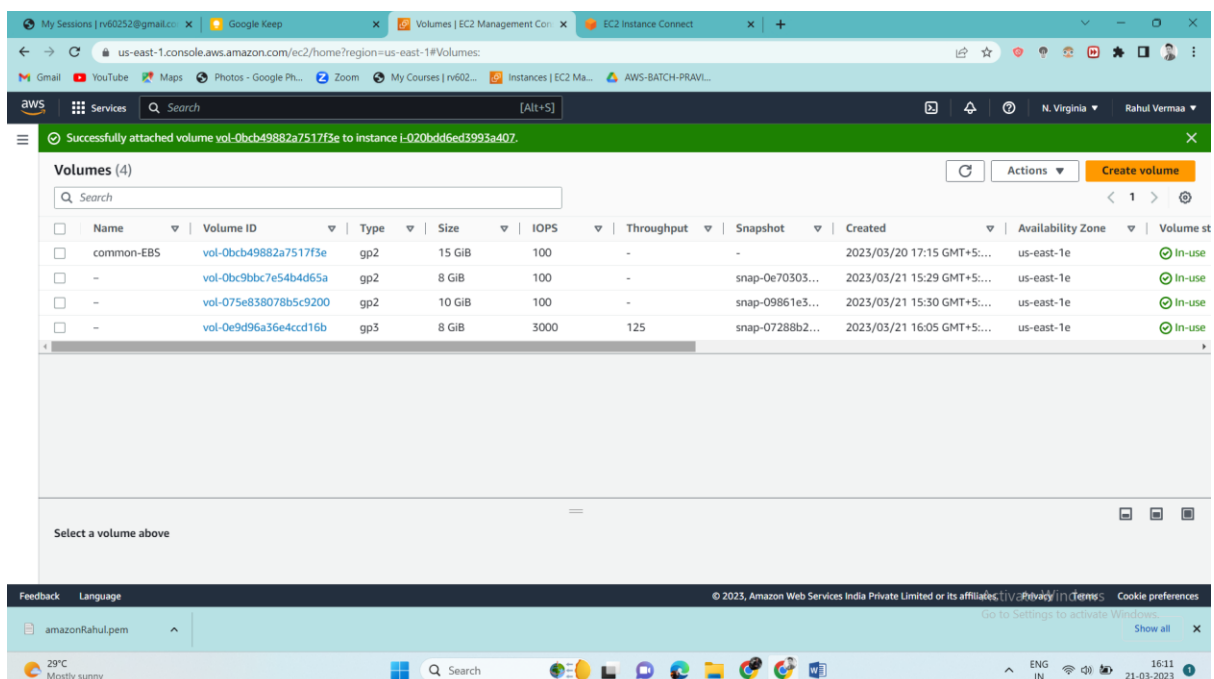 My Sessions | rv60252@gmail.co
Google Keep
Volumes | EC2 Management Con
EC2 Instance Connect
us-east-1.console.aws.amazon.com/ec2/home?region=us-east-1#Volumes:
Gmail YouTube Maps Photos - Google Ph... Zoom My Courses | rv602... Instances | EC2 Ma... AWS-BATCH-PRAVI...
aws Services Search [Alt+S] N. Virginia Rahul Vermaa
Successfully attached volume vol-0bcb49882a7517f3e to instance i-020bdd6ed3993a407.
Volumes (4) Actions Create volume
Search 1
Name Volume ID Type Size IOPS Throughput Snapshot Created Availability Zone Volume st
common-EBS vol-0bcb49882a7517f3e gp2 15 GiB 100 - - 2023/03/20 17:15 GMT+5:... us-east-1e In-use
– vol-0bc9bbc7e54b4d65a gp2 8 GiB 100 - snap-0e70303... 2023/03/21 15:29 GMT+5:... us-east-1e In-use
– vol-075e838078b5c9200 gp2 10 GiB 100 - snap-09861e3... 2023/03/21 15:30 GMT+5:... us-east-1e In-use
– vol-0e9d96a36e4ccd16b gp3 8 GiB 3000 125 snap-07288b2... 2023/03/21 16:05 GMT+5:... us-east-1e In-use
Select a volume above
Feedback Language © 2023, Amazon Web Services India Private Limited or its affiliates. Privacy Terms Cookie preferences
Activate Windows
Go to Settings to activate Windows.
amazonRahul.pem Show all
29°C ENG 16:11
Mostly sunny Search IN 21-03-2023 1